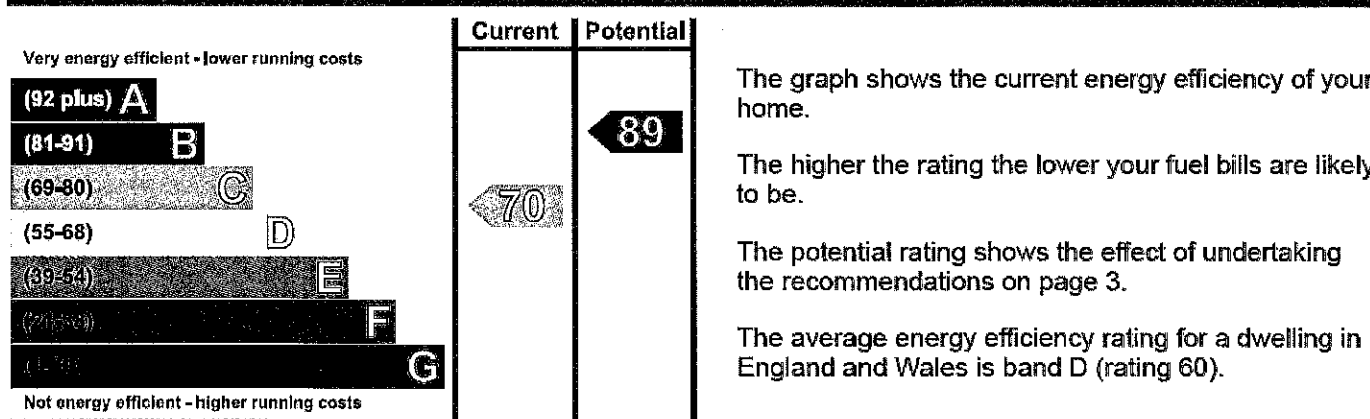 Current Potential
Very energy efficient - lower running costs
(92 plus) A
(81-91) B
(69-80) C
(55-68) D
(39-54) E
F
G
Not energy efficient - higher running costs
89
70
The graph shows the current energy efficiency of your
home.
The higher the rating the lower your fuel bills are likely
to be.
The potential rating shows the effect of undertaking
the recommendations on page 3.
The average energy efficiency rating for a dwelling in
England and Wales is band D (rating 60).